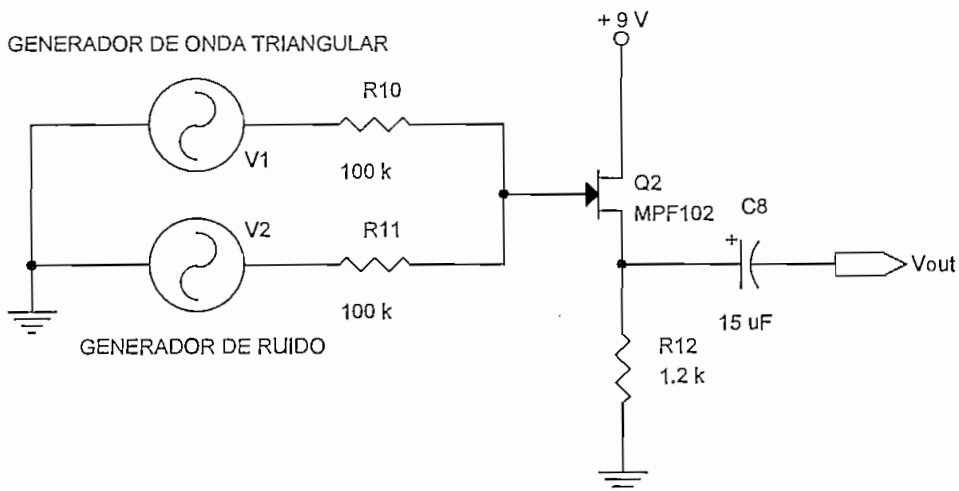 + 9 V
GENERADOR DE ONDA TRIANGULAR
R10
V1
100 k
Q2
MPF102
C8
V2
R11
+
Vout
100 k
15 uF
GENERADOR DE RUIDO
R12
1.2 k